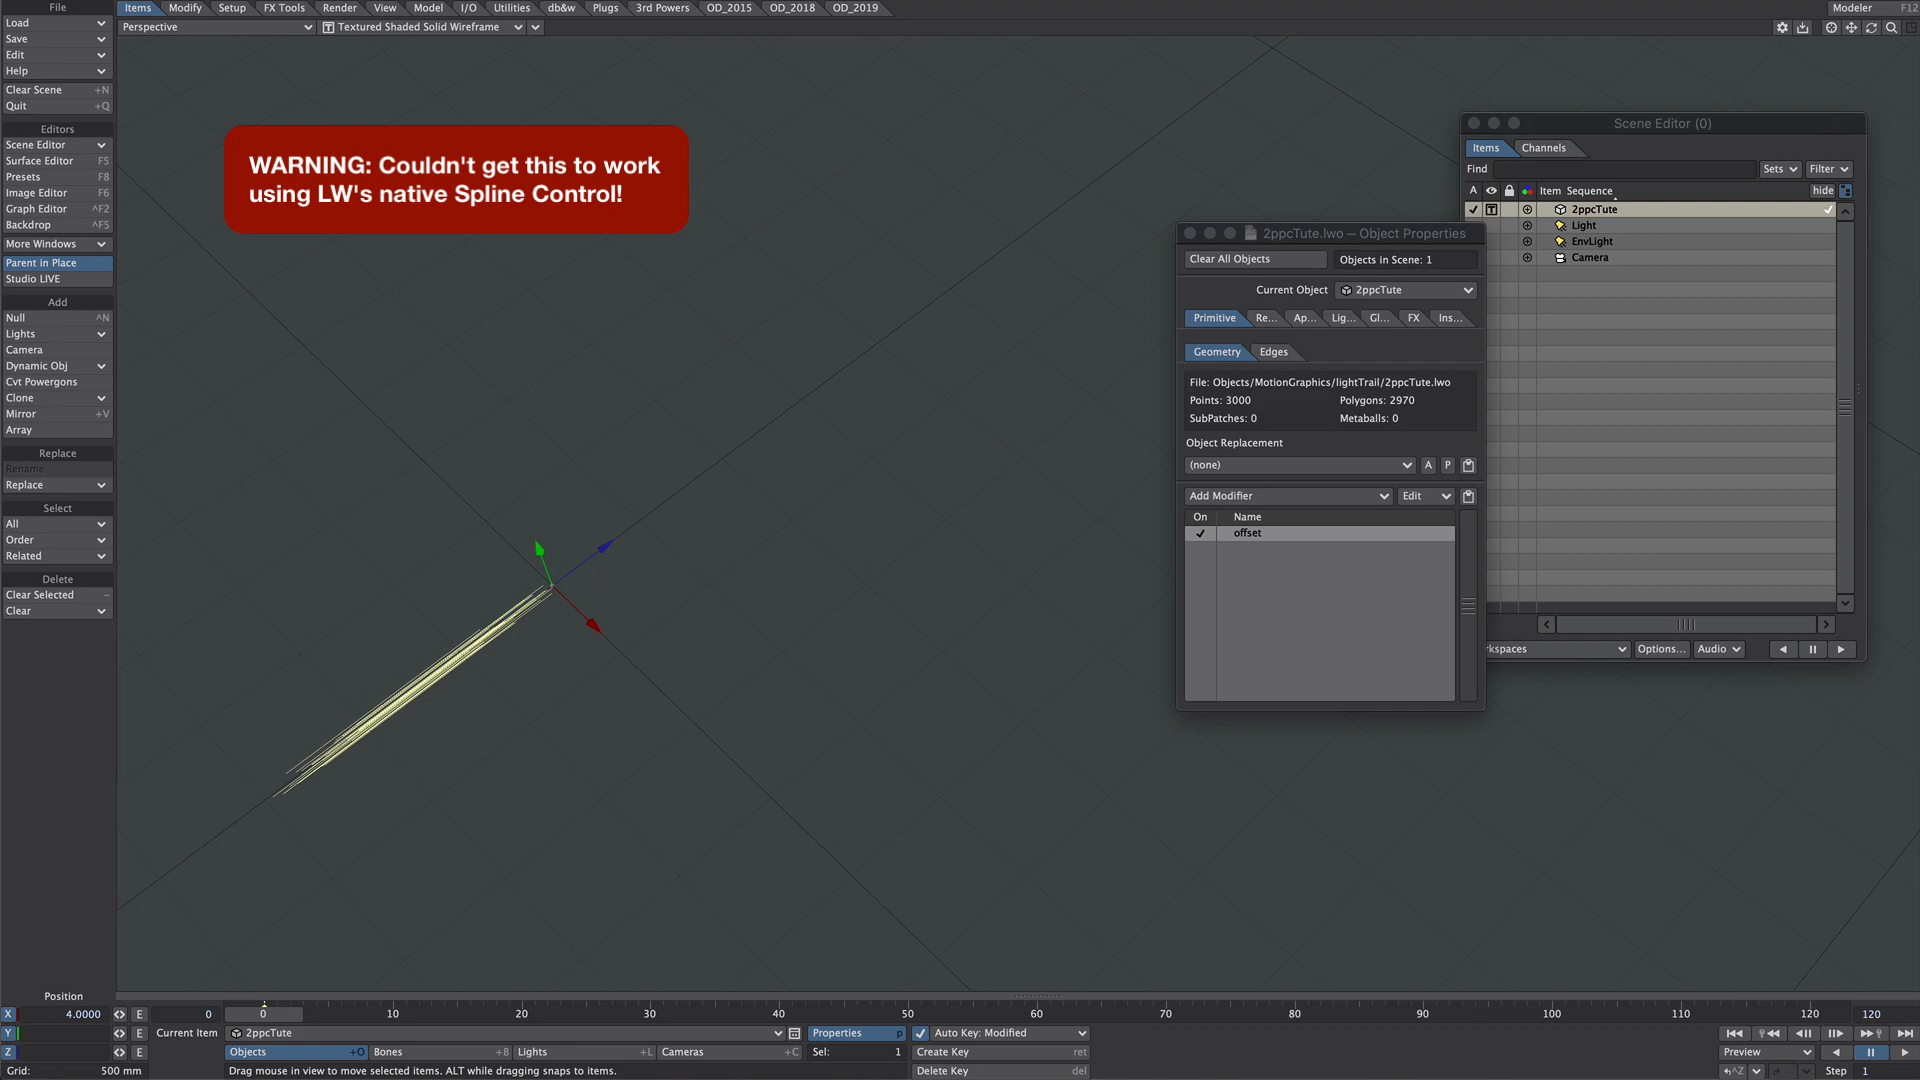 File
Load
Save
Edit
Help
Clear Scene +N
Quit +Q
Editors
Scene Editor
Surface Editor F5
Presets F8
Image Editor F6
Graph Editor ^F2
Backdrop ^F5
More Windows
Parent in Place
Studio LIVE
Add
Null ^N
Lights
Camera
Dynamic Obj
Cvt Powergons
Clone
Mirror +V
Array
Replace
Rename
Replace
Select
All
Order
Related
Delete
Clear Selected –
Clear
Items Modify Setup FX Tools Render View Model I/O Utilities db&w Plugs 3rd Powers OD_2015 OD_2018 OD_2019
Modeler F12
Perspective T Textured Shaded Solid Wireframe
WARNING: Couldn't get this to work
using LW's native Spline Control!
Scene Editor (0)
Items Channels
Find Sets Filter
A Item Sequence hide
T 2ppcTute
Light
EnvLight
Camera
rkspaces Options... Audio
2ppcTute.lwo — Object Properties
Clear All Objects Objects in Scene: 1
Current Object 2ppcTute
Primitive Re... Ap... Lig... Gl... FX Ins...
Geometry Edges
File: Objects/MotionGraphics/lightTrail/2ppcTute.lwo
Points: 3000 Polygons: 2970
SubPatches: 0 Metaballs: 0
Object Replacement
(none) A P
Add Modifier Edit
On Name
offset
Position
X 4.0000 E 0 0 10 20 30 40 50 60 70 80 90 100 110 120 120
Y E Current Item 2ppcTute Properties p Auto Key: Modified
Z E Objects +O Bones +B Lights +L Cameras +C Sel: 1 Create Key ret Preview
Grid: 500 mm Drag mouse in view to move selected items. ALT while dragging snaps to items. Delete Key del ^Z Step 1